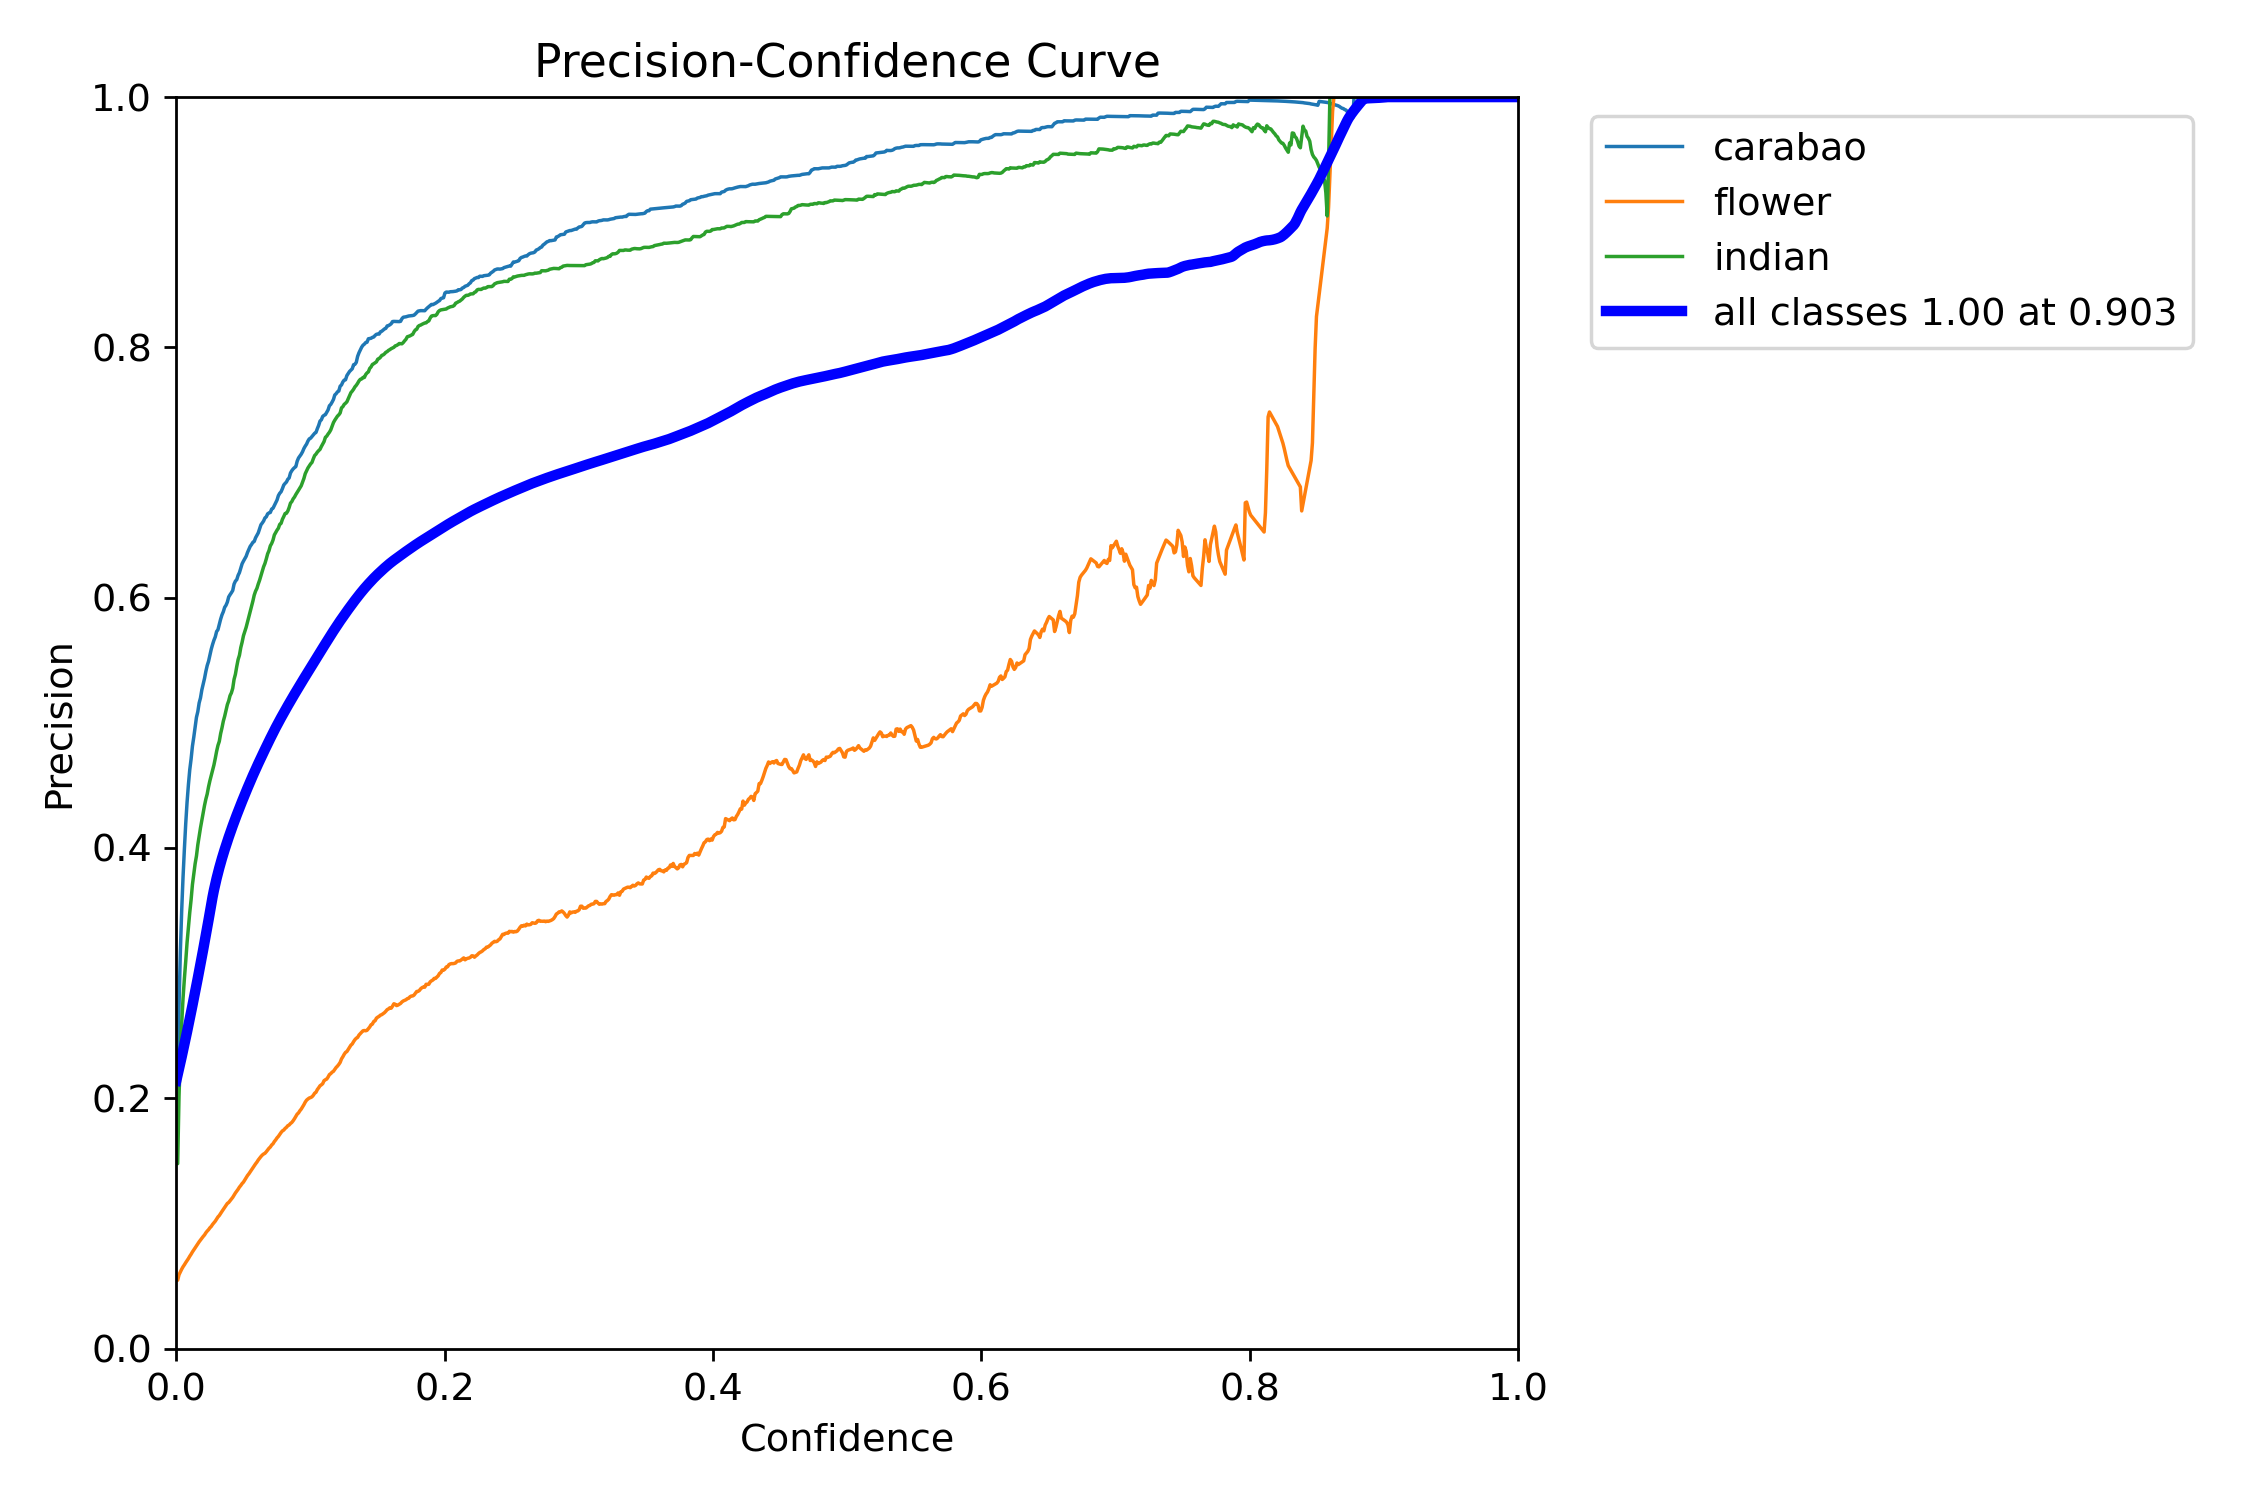 Precision-Confidence Curve
1.0
0.8
0.6
0.4
0.2
0.0
Precision
0.0 0.2 0.4 0.6 0.8 1.0
Confidence
carabao
flower
indian
all classes 1.00 at 0.903